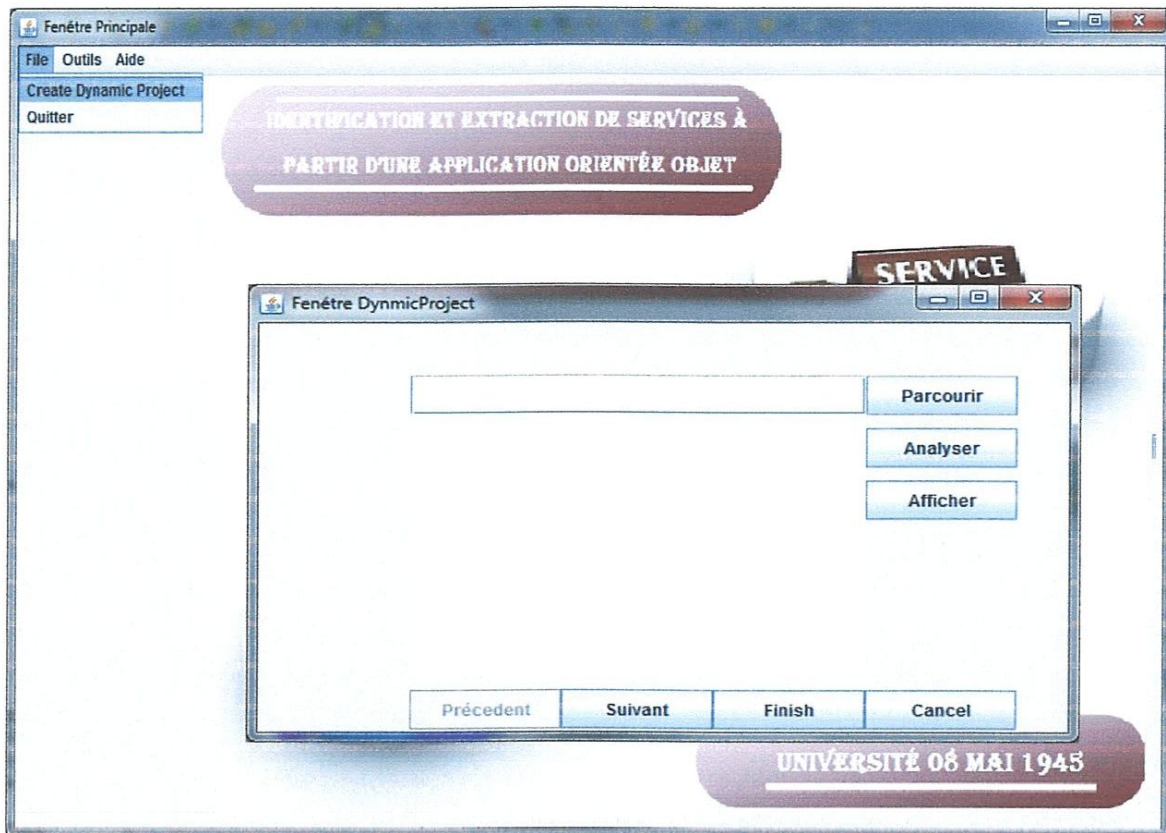 Fenétre Principale
File Outils Aide
Create Dynamic Project
Quitter
IDENTIFICATION ET EXTRACTION DE SERVICES À
PARTIR D'UNE APPLICATION ORIENTÉE OBJET
SERVICE
Fenétre DynmicProject
Parcourir
Analyser
Afficher
Précedent Suivant Finish Cancel
UNIVERSITÉ 08 MAI 1945